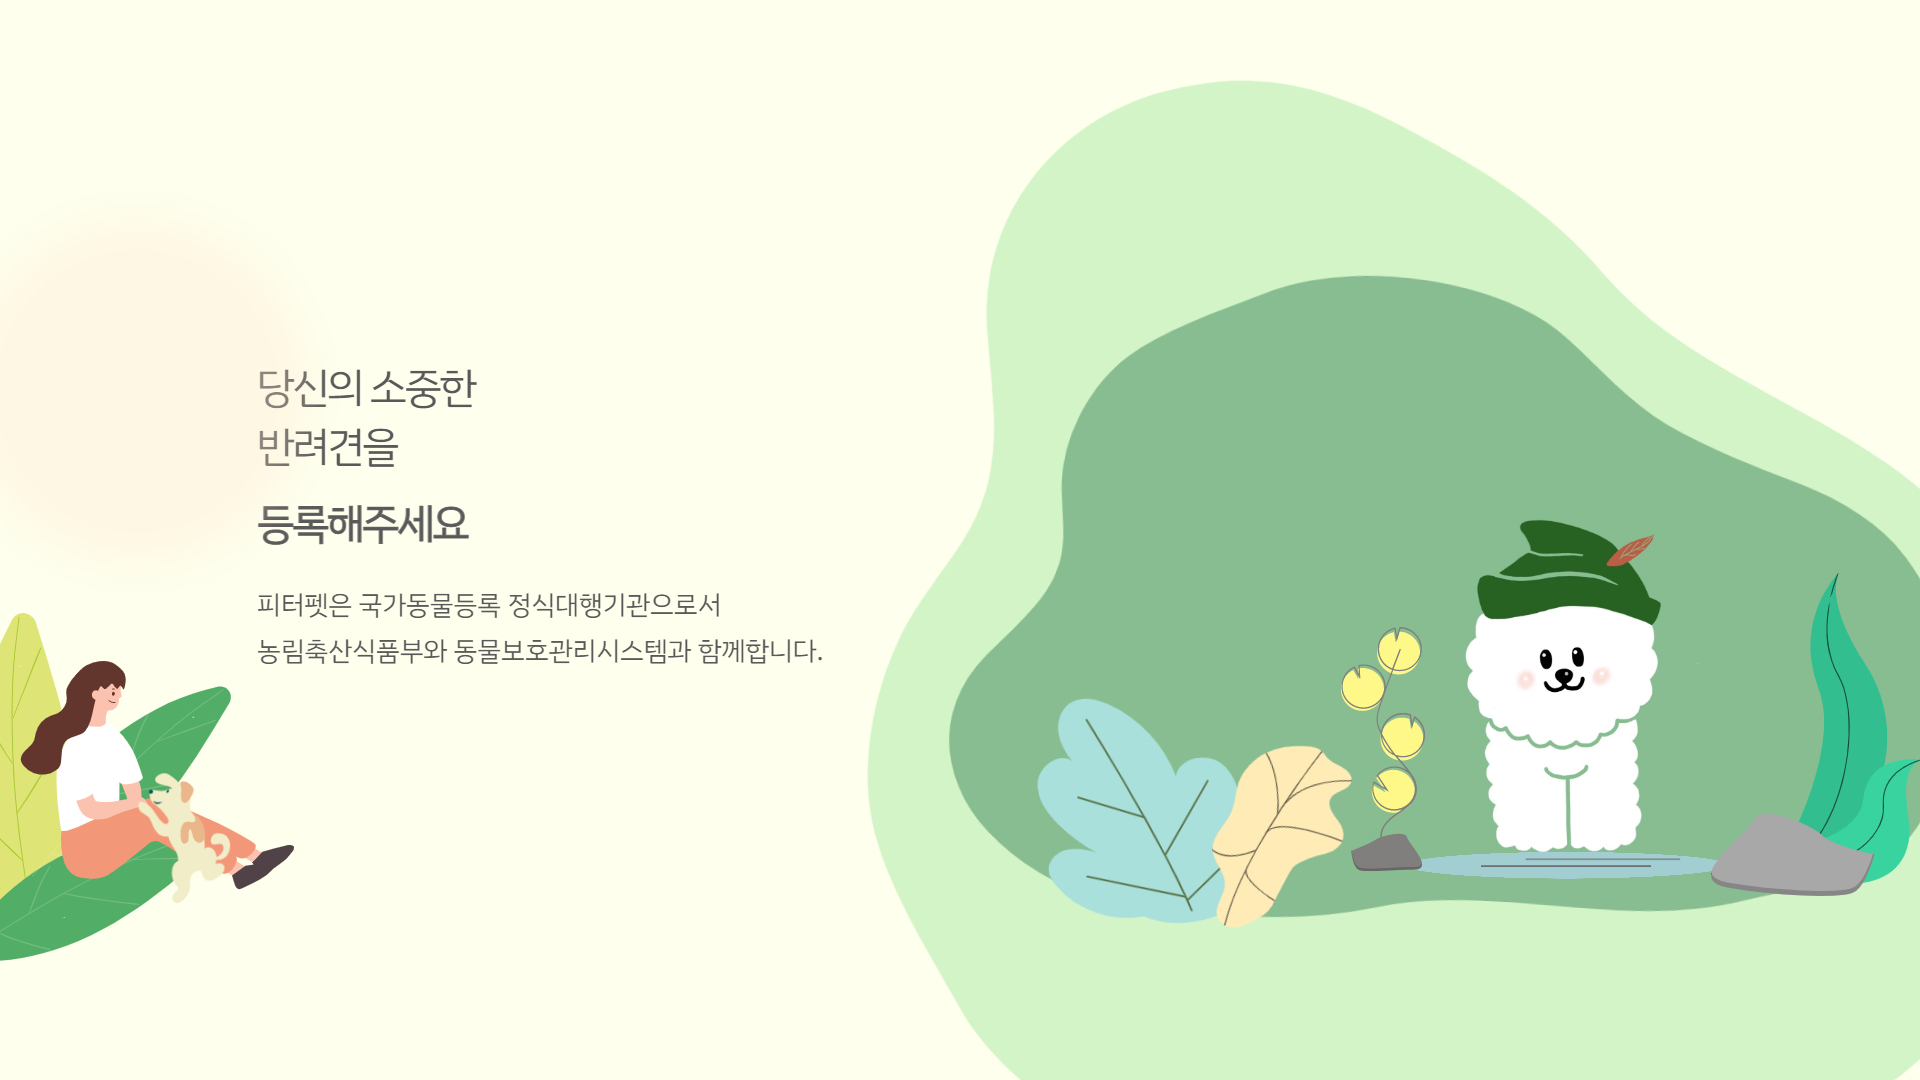 당신의 소중한
반려견을
등록해주세요
피터펫은 국가동물등록 정식대행기관으로서
농림축산식품부와 동물보호관리시스템과 함께합니다.